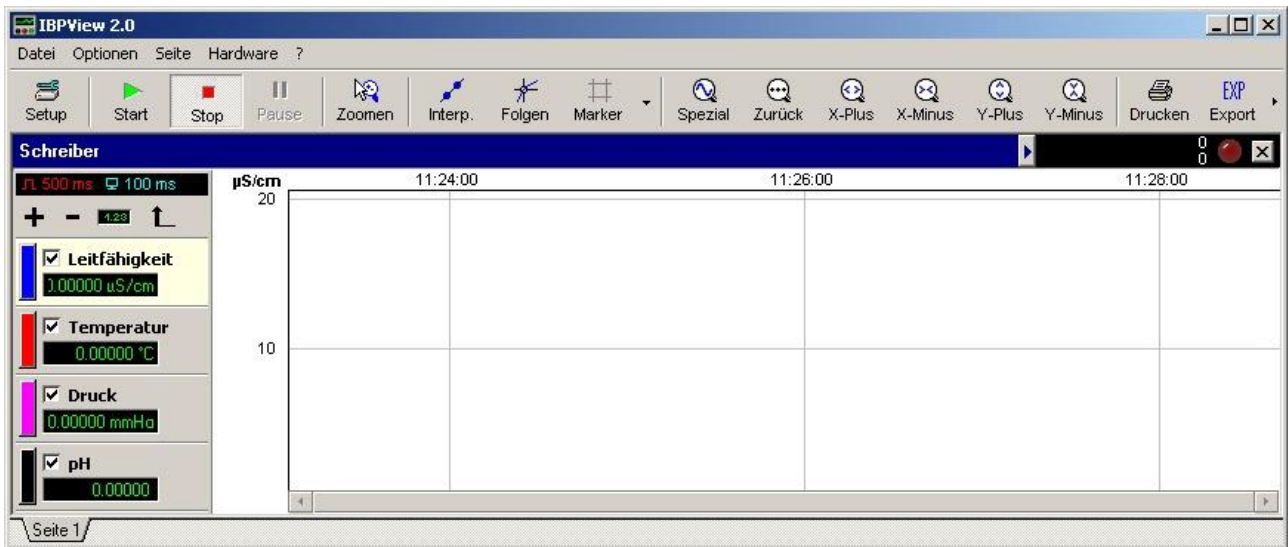 IBPView 2.0
Datei Optionen Seite Hardware ?
Setup Start Stop Pause Zoomen Interp. Folgen Marker Spezial Zurück X-Plus X-Minus Y-Plus Y-Minus Drucken EXP Export
Schreiber 0 0
500 ms 100 ms
µS/cm 11:24:00 11:26:00 11:28:00
20
1.23
Leitfähigkeit
0.00000 µS/cm
Temperatur
0.00000 °C
10
Druck
0.00000 mmHg
pH
0.00000
Seite 1